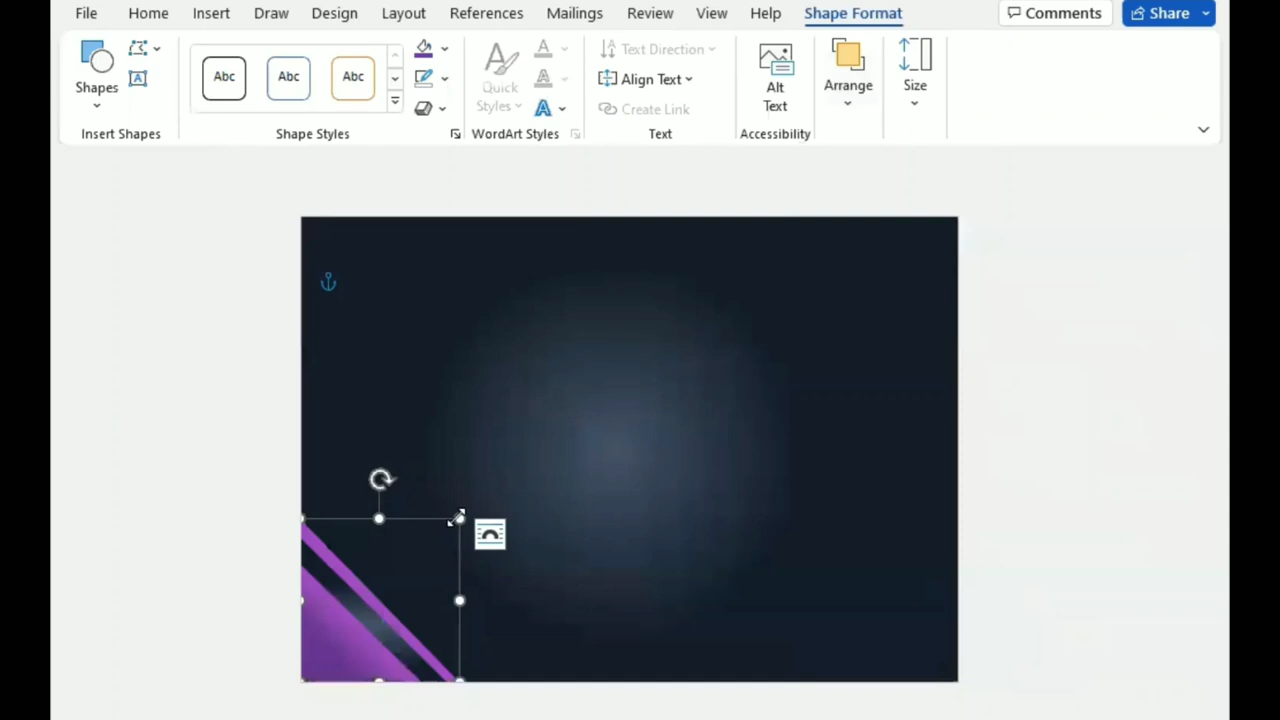 File Home Insert Draw Design Layout References Mailings Review View Help Shape Format Comments Share
Shapes
Abc Abc Abc
Quick
Styles
Text Direction
Align Text
Create Link
Alt
Text
Arrange
Size
Insert Shapes Shape Styles WordArt Styles Text Accessibility